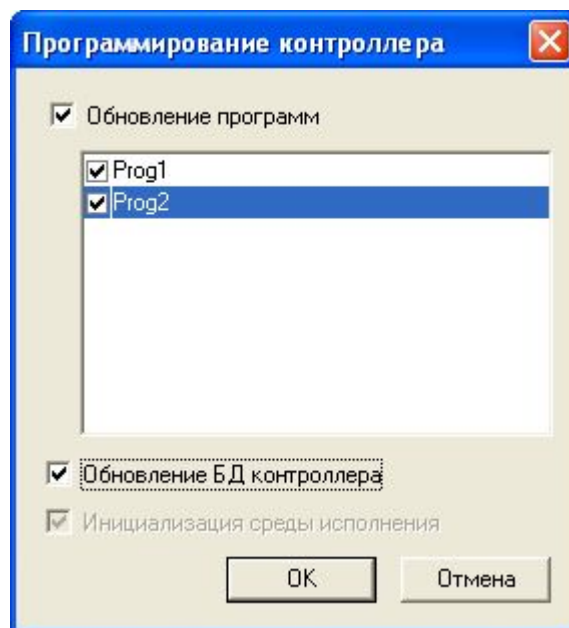 Программирование контроллера
Обновление программ
Prog1
Prog2
Обновление БД контроллера
Инициализация среды исполнения
OK Отмена